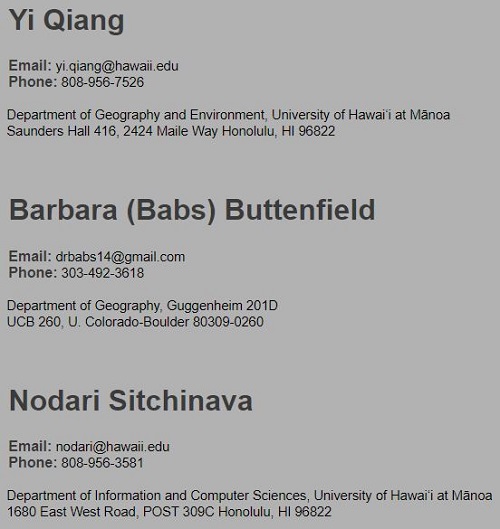 Yi Qiang
Email: yi.qiang@hawaii.edu
Phone: 808-956-7526
Department of Geography and Environment, University of Hawaiʻi at Mānoa
Saunders Hall 416, 2424 Maile Way Honolulu, HI 96822
Barbara (Babs) Buttenfield
Email: drbabs14@gmail.com
Phone: 303-492-3618
Department of Geography, Guggenheim 201D
UCB 260, U. Colorado-Boulder 80309-0260
Nodari Sitchinava
Email: nodari@hawaii.edu
Phone: 808-956-3581
Department of Information and Computer Sciences, University of Hawaiʻi at Mānoa
1680 East West Road, POST 309C Honolulu, HI 96822